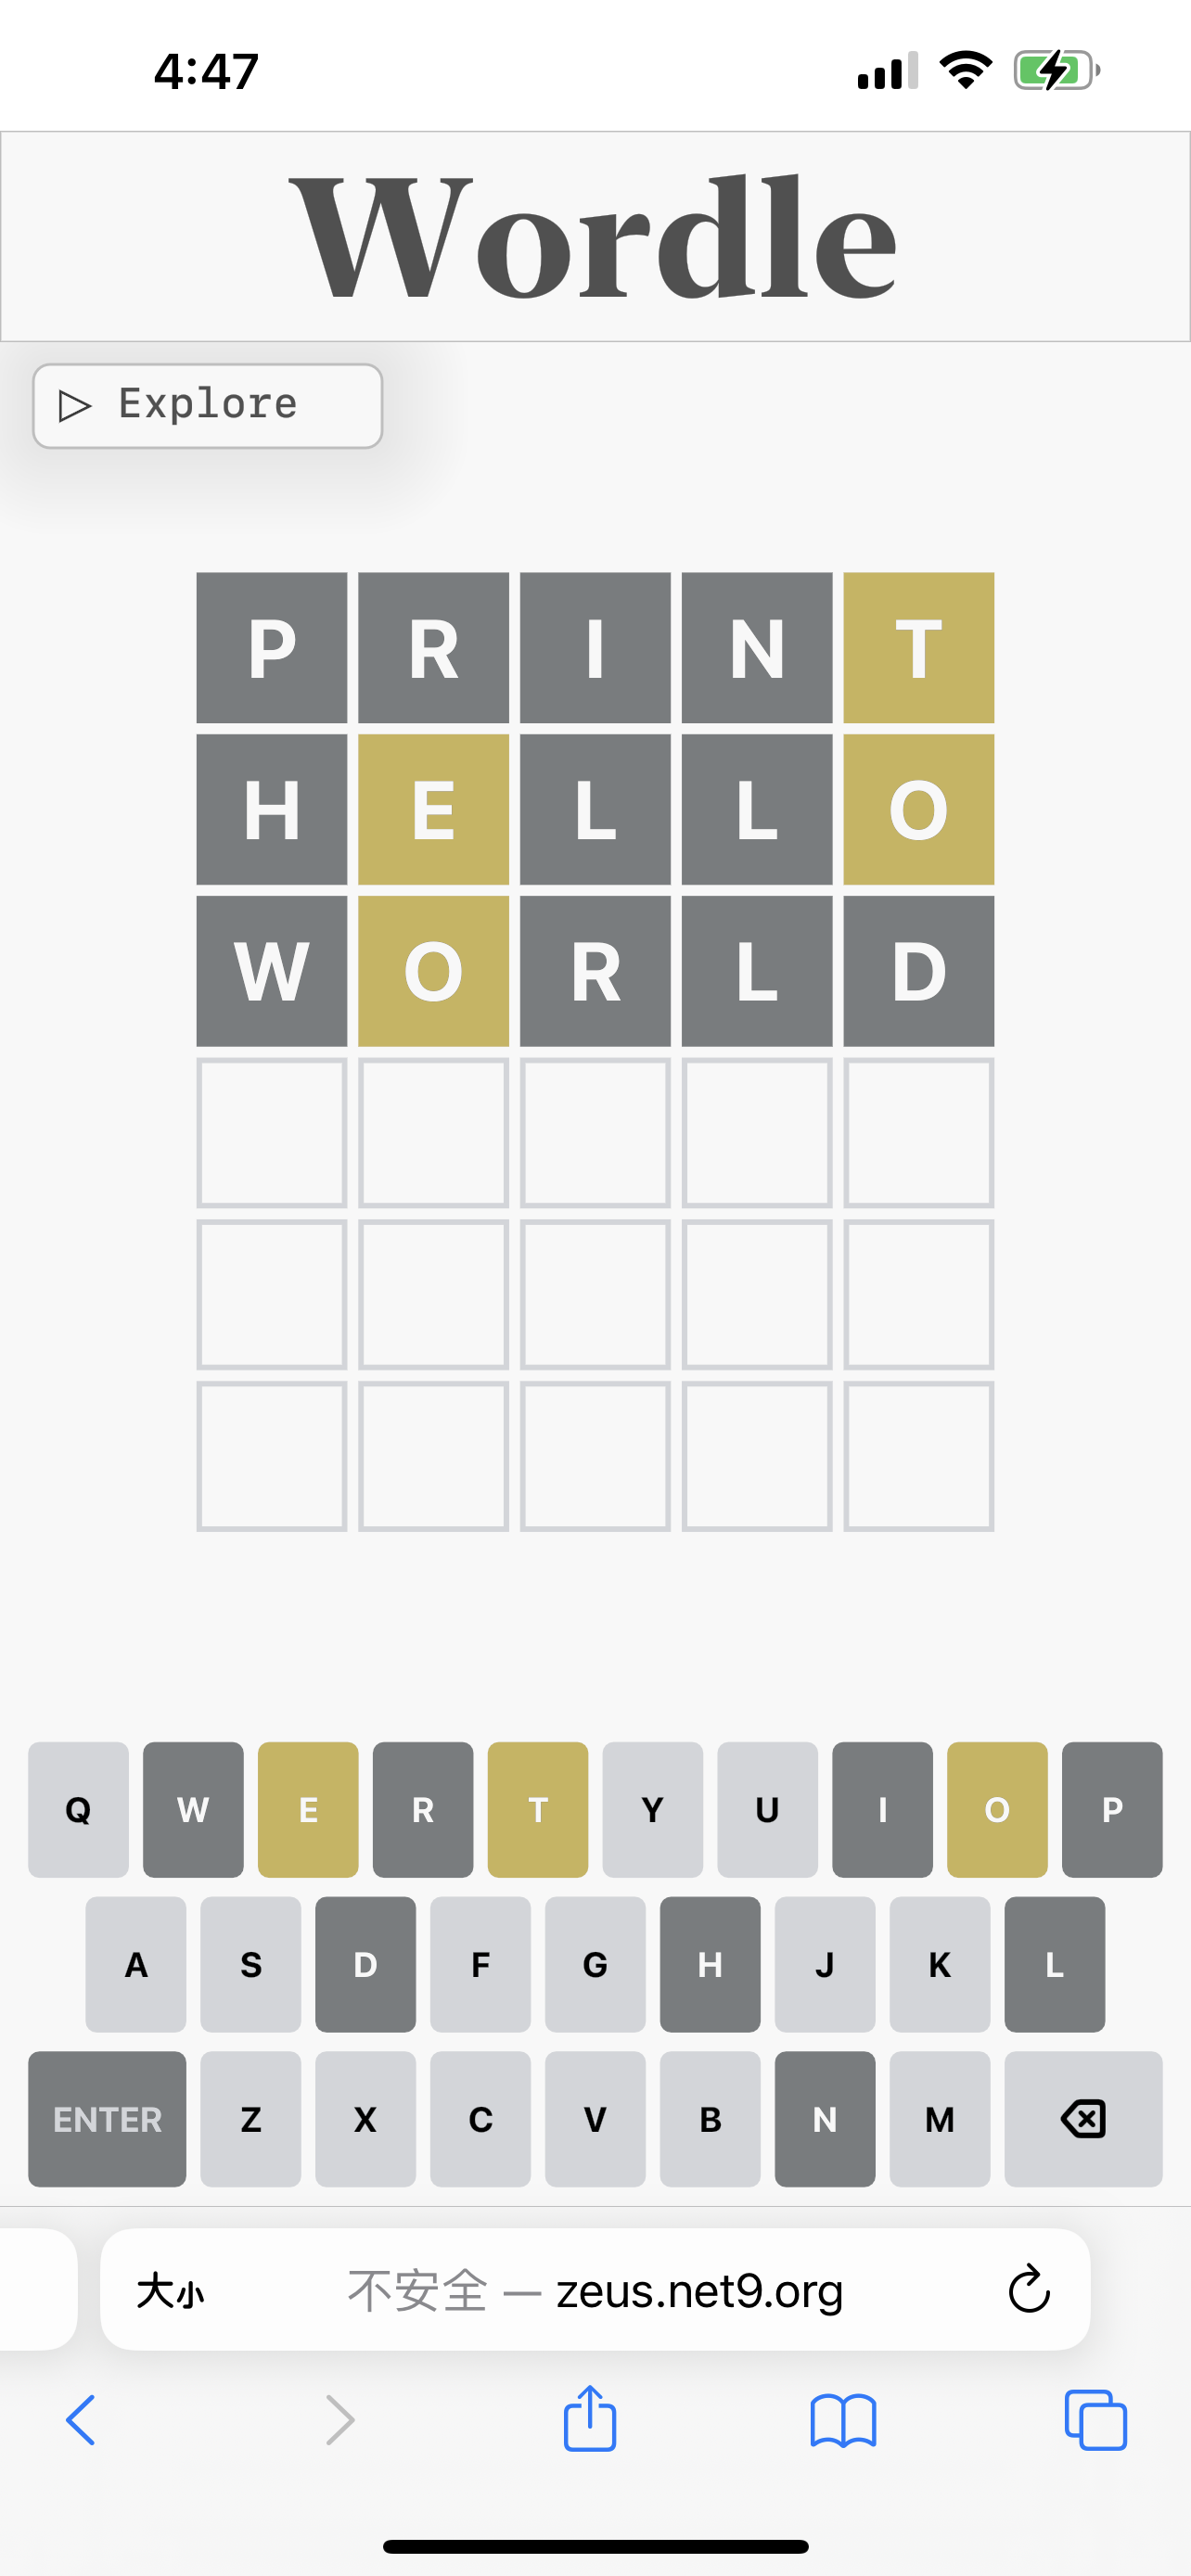 4:47
Wordle
▷ Explore
P R I N T
H E L L O
W O R L D
Q W E R T Y U I O P
A S D F G H J K L
ENTER Z X C V B N M
大小 不安全 — zeus.net9.org